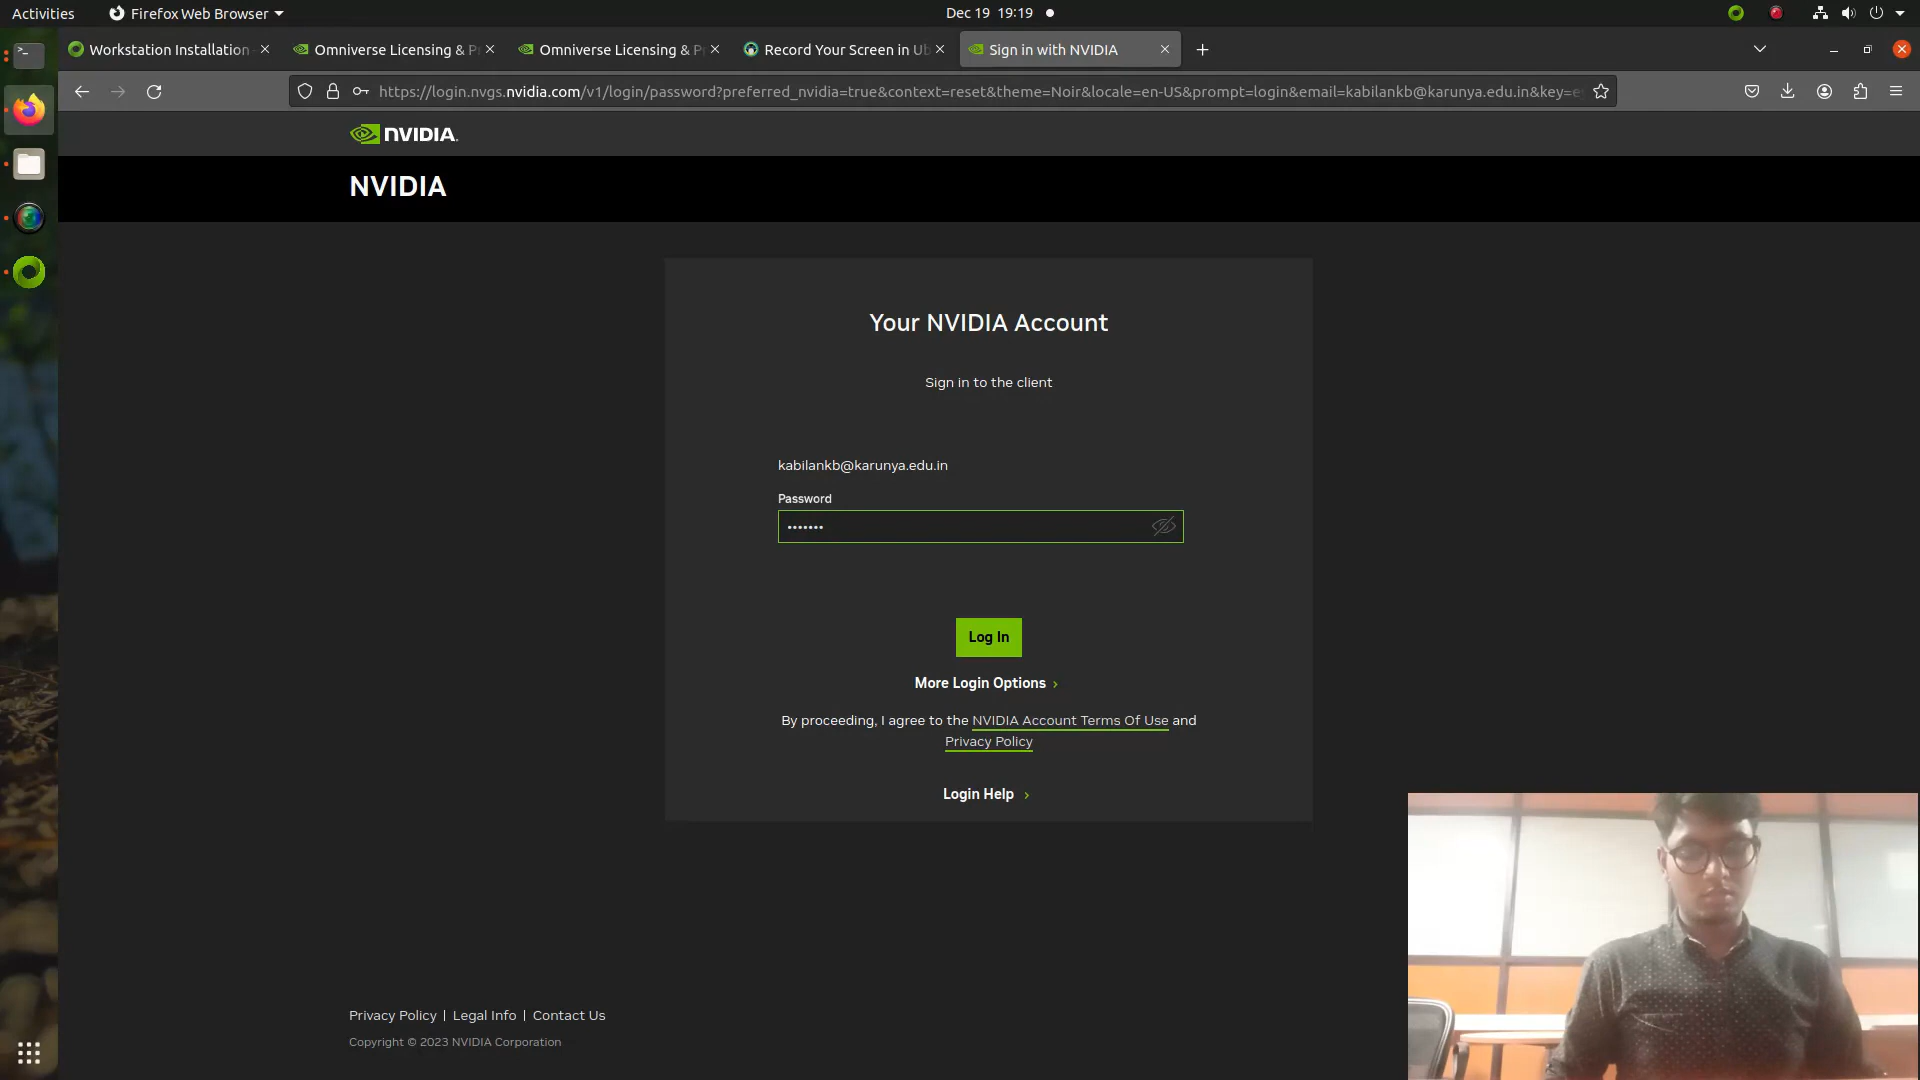 Activities
Firefox Web Browser
Dec 19 19:19
Workstation Installation
Omniverse Licensing & P
Omniverse Licensing & P
Record Your Screen in Ub
Sign in with NVIDIA
https://login.nvgs.nvidia.com/v1/login/password?preferred_nvidia=true&context=reset&theme=Noir&locale=en-US&prompt=login&email=kabilankb@karunya.edu.in&key=e
NVIDIA.
NVIDIA
Your NVIDIA Account
Sign in to the client
kabilankb@karunya.edu.in
Password
•••••••
Log In
More Login Options ›
By proceeding, I agree to the NVIDIA Account Terms Of Use and
Privacy Policy
Login Help ›
Privacy Policy | Legal Info | Contact Us
Copyright © 2023 NVIDIA Corporation